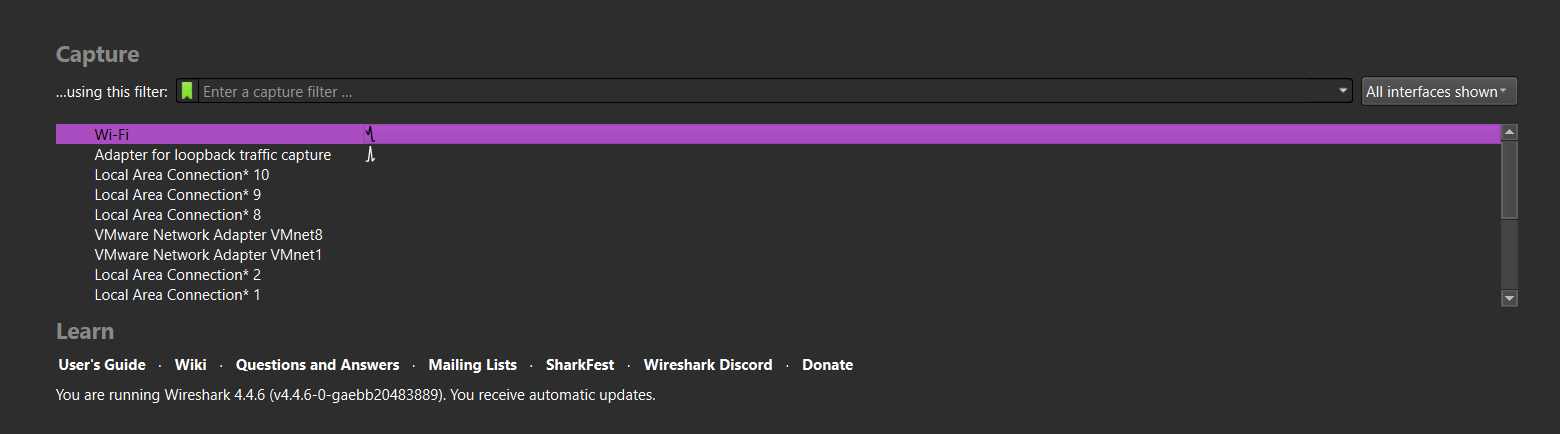 Capture
...using this filter: Enter a capture filter ... All interfaces shown
Wi-Fi
Adapter for loopback traffic capture
Local Area Connection* 10
Local Area Connection* 9
Local Area Connection* 8
VMware Network Adapter VMnet8
VMware Network Adapter VMnet1
Local Area Connection* 2
Local Area Connection* 1
Learn
User's Guide · Wiki · Questions and Answers · Mailing Lists · SharkFest · Wireshark Discord · Donate
You are running Wireshark 4.4.6 (v4.4.6-0-gaebb20483889). You receive automatic updates.